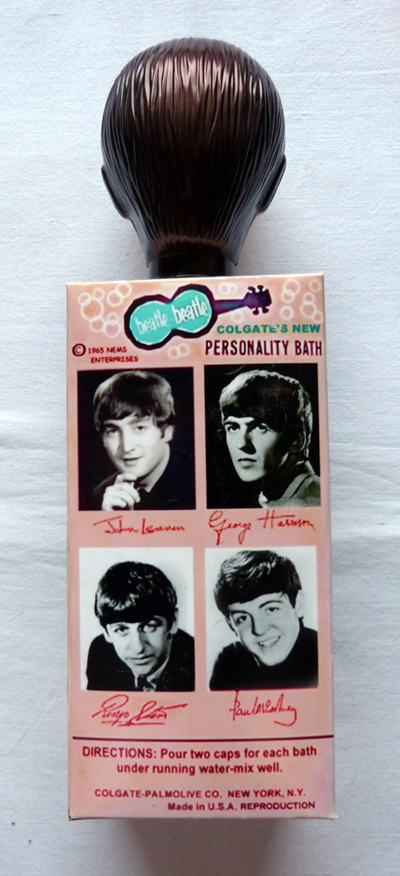 beatle-beatle
COLGATE'S NEW
PERSONALITY BATH
© 1965 NEMS
ENTERPRISES
John Lennon
George Harrison
Ringo Starr
Paul McCartney
DIRECTIONS: Pour two caps for each bath
under running water-mix well.
COLGATE-PALMOLIVE CO. NEW YORK, N.Y.
Made in U.S.A. REPRODUCTION